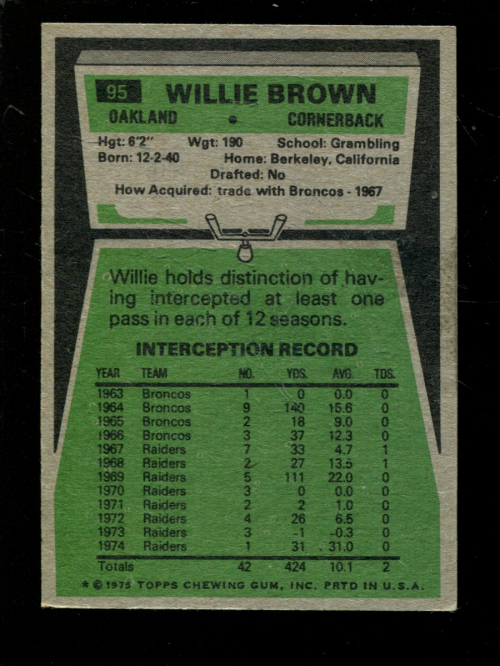 95 WILLIE BROWN
OAKLAND • CORNERBACK
Hgt: 6'2" Wgt: 190 School: Grambling
Born: 12-2-40 Home: Berkeley, California
Drafted: No
How Acquired: trade with Broncos - 1967
Willie holds distinction of hav-
ing intercepted at least one
pass in each of 12 seasons.
INTERCEPTION RECORD
YEAR TEAM NO. YDS. AVG. TDS.
1963 Broncos 1 0 0.0 0
1964 Broncos 9 140 15.6 0
1965 Broncos 2 18 9.0 0
1966 Broncos 3 37 12.3 0
1967 Raiders 7 33 4.7 1
1968 Raiders 2 27 13.5 1
1969 Raiders 5 111 22.0 0
1970 Raiders 3 0 0.0 0
1971 Raiders 2 2 1.0 0
1972 Raiders 4 26 6.5 0
1973 Raiders 3 -1 -0.3 0
1974 Raiders 1 31 31.0 0
Totals 42 424 10.1 2
* © 1975 TOPPS CHEWING GUM, INC. PRTD IN U.S.A.